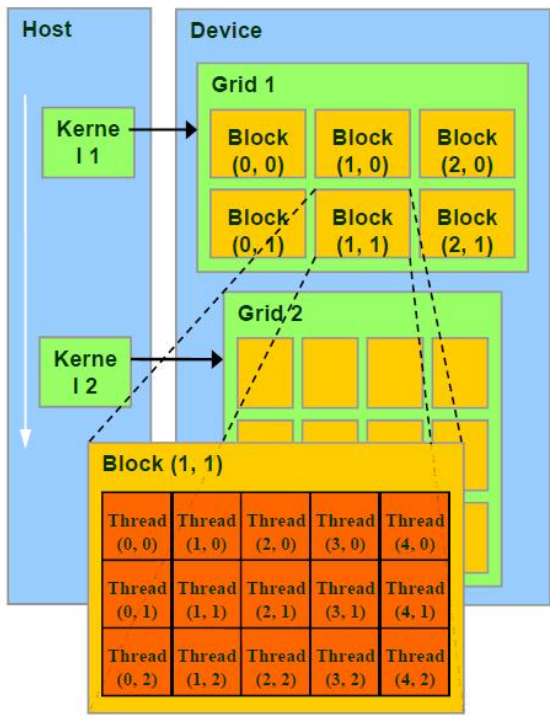 Host
Device
Grid 1
Kerne
l 1
Block
(0, 0)
Block
(1, 0)
Block
(2, 0)
Block
(0, 1)
Block
(1, 1)
Block
(2, 1)
Grid 2
Kerne
l 2
Block (1, 1)
Thread
(0, 0)
Thread
(1, 0)
Thread
(2, 0)
Thread
(3, 0)
Thread
(4, 0)
Thread
(0, 1)
Thread
(1, 1)
Thread
(2, 1)
Thread
(3, 1)
Thread
(4, 1)
Thread
(0, 2)
Thread
(1, 2)
Thread
(2, 2)
Thread
(3, 2)
Thread
(4, 2)